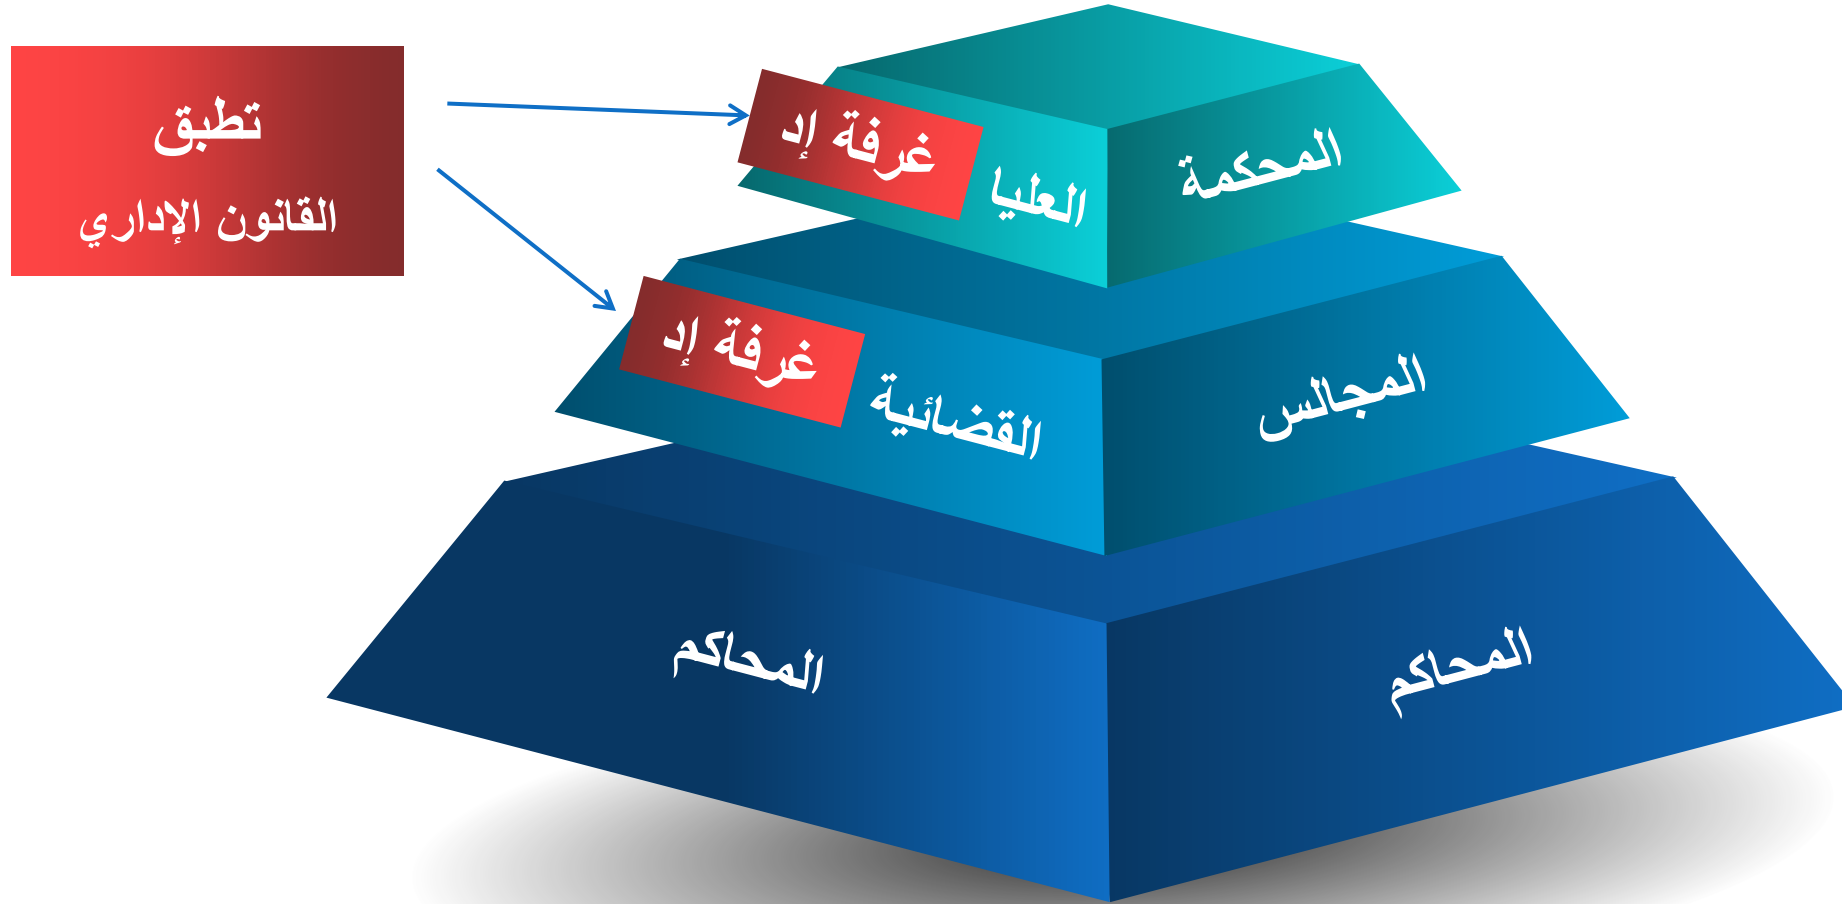 تطبق
القانون الإداري
المحكمة
العليا
غرفة إد
المجالس
القضائية
غرفة إد
المحاكم
المحاكم